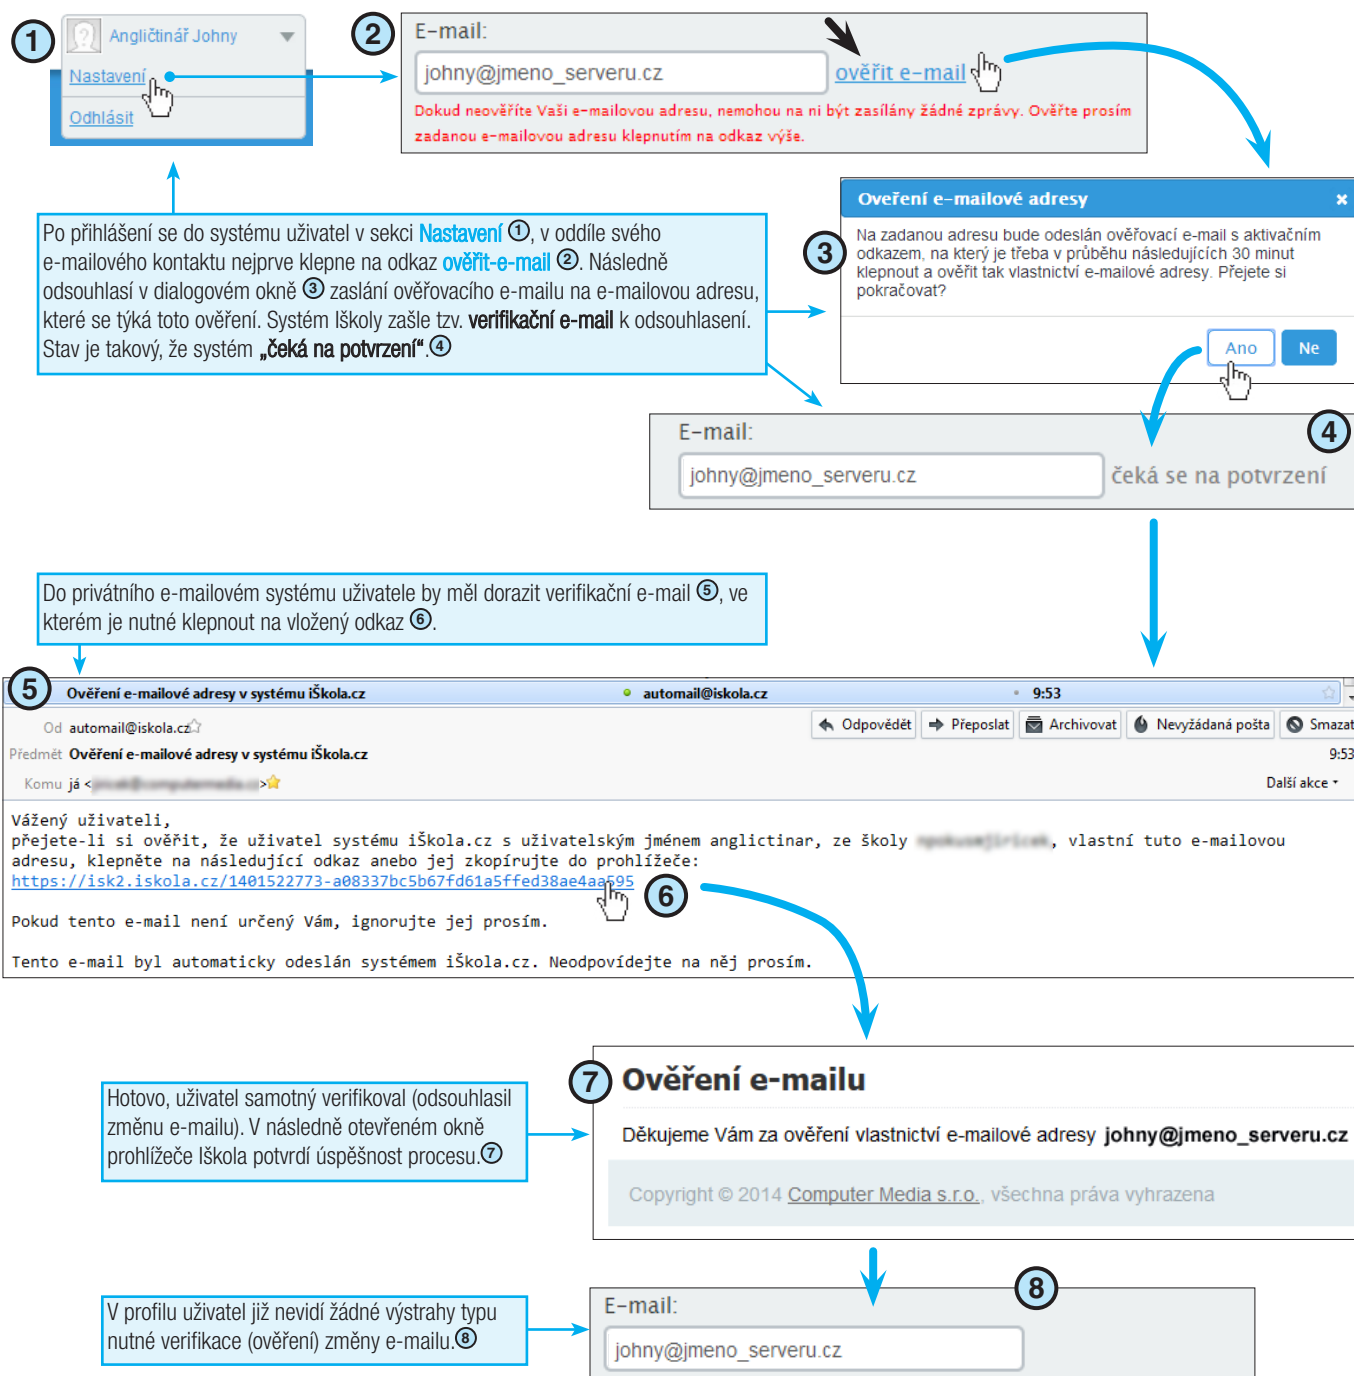 1
Angličtinář Johny
Nastavení
Odhlásit
2
E-mail:
johny@jmeno_serveru.cz
ověřit e-mail
Dokud neověříte Vaši e-mailovou adresu, nemohou na ni být zasílány žádné zprávy. Ověřte prosím
zadanou e-mailovou adresu klepnutím na odkaz výše.
Po přihlášení se do systému uživatel v sekci Nastavení ①, v oddíle svého
e-mailového kontaktu nejprve klepne na odkaz ověřit-e-mail ②. Následně
odsouhlasí v dialogovém okně ③ zaslání ověřovacího e-mailu na e-mailovou adresu,
které se týká toto ověření. Systém Iškoly zašle tzv. verifikační e-mail k odsouhlasení.
Stav je takový, že systém „čeká na potvrzení“.④
3
Oveření e-mailové adresy
Na zadanou adresu bude odeslán ověřovací e-mail s aktivačním
odkazem, na který je třeba v průběhu následujících 30 minut
klepnout a ověřit tak vlastnictví e-mailové adresy. Přejete si
pokračovat?
Ano
Ne
4
E-mail:
johny@jmeno_serveru.cz
čeká se na potvrzení
Do privátního e-mailovém systému uživatele by měl dorazit verifikační e-mail ⑤, ve
kterém je nutné klepnout na vložený odkaz ⑥.
5
Ověření e-mailové adresy v systému iŠkola.cz
automail@iskola.cz
9:53
Od automail@iskola.cz
Odpovědět
Přeposlat
Archivovat
Nevyžádaná pošta
Smazat
Předmět Ověření e-mailové adresy v systému iŠkola.cz
9:53
Komu já < >
Další akce
Vážený uživateli,
přejete-li si ověřit, že uživatel systému iŠkola.cz s uživatelským jménem anglictinar, ze školy , vlastní tuto e-mailovou
adresu, klepněte na následující odkaz anebo jej zkopírujte do prohlížeče:
https://isk2.iskola.cz/1401522773-a08337bc5b67fd61a5ffed38ae4aa595
6
Pokud tento e-mail není určený Vám, ignorujte jej prosím.
Tento e-mail byl automaticky odeslán systémem iŠkola.cz. Neodpovídejte na něj prosím.
Hotovo, uživatel samotný verifikoval (odsouhlasil
změnu e-mailu). V následně otevřeném okně
prohlížeče Iškola potvrdí úspěšnost procesu.⑦
7
Ověření e-mailu
Děkujeme Vám za ověření vlastnictví e-mailové adresy johny@jmeno_serveru.cz
Copyright © 2014 Computer Media s.r.o., všechna práva vyhrazena
V profilu uživatel již nevidí žádné výstrahy typu
nutné verifikace (ověření) změny e-mailu.⑧
8
E-mail:
johny@jmeno_serveru.cz